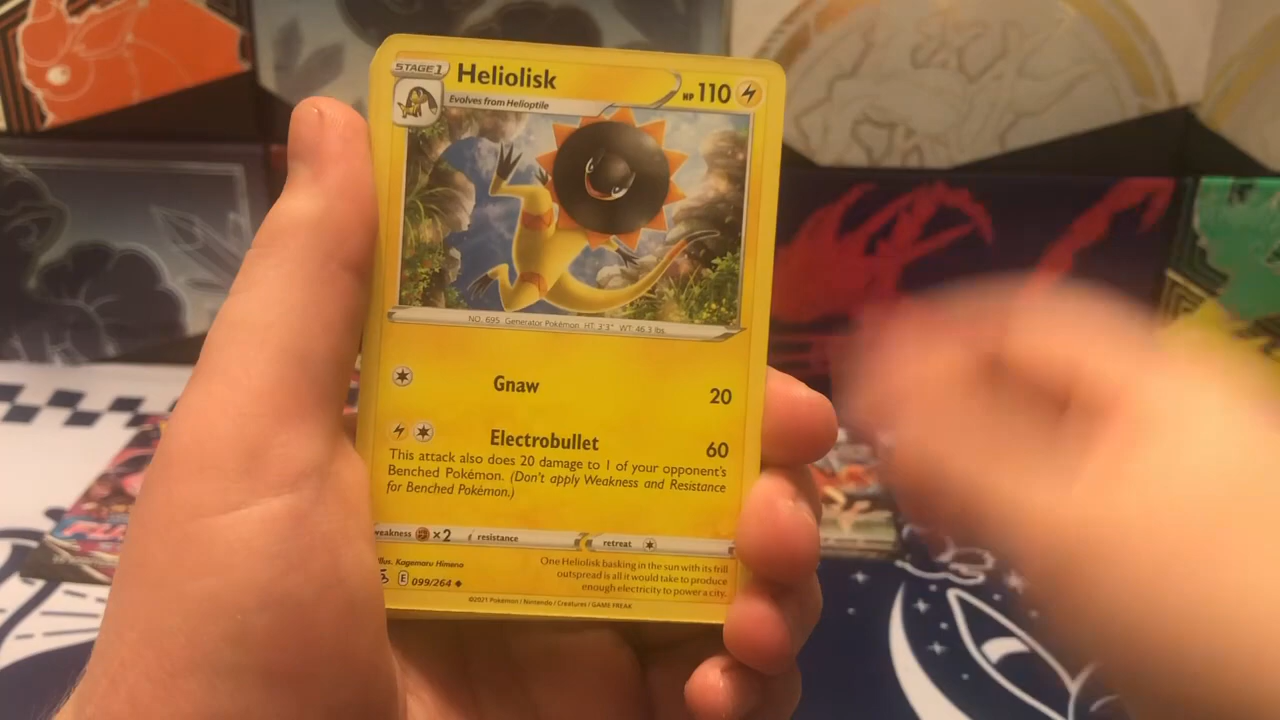 STAGE 1
Heliolisk
HP 110
Evolves from Helioptile
NO. 695 Generator Pokémon HT: 3'3" WT: 46.3 lbs.
Gnaw 20
Electrobullet 60
This attack also does 20 damage to 1 of your opponent's
Benched Pokémon. (Don't apply Weakness and Resistance
for Benched Pokémon.)
weakness ×2 resistance retreat
Illus. Kagemaru Himeno
E 099/264
One Heliolisk basking in the sun with its frill
outspread is all it would take to produce
enough electricity to power a city.
©2021 Pokémon / Nintendo / Creatures / GAME FREAK